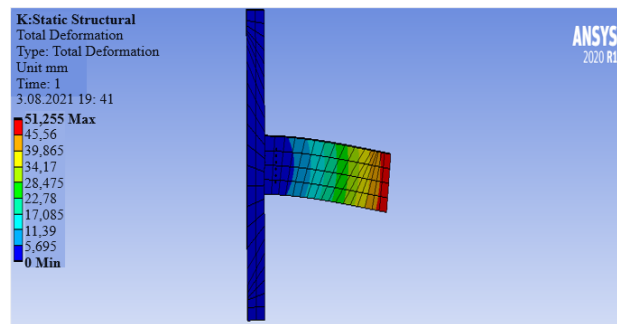 K:Static Structural
Total Deformation
Type: Total Deformation
Unit mm
Time: 1
3.08.2021 19: 41
51,255 Max
45,56
39,865
34,17
28,475
22,78
17,085
11,39
5,695
0 Min
ANSYS
2020 R1